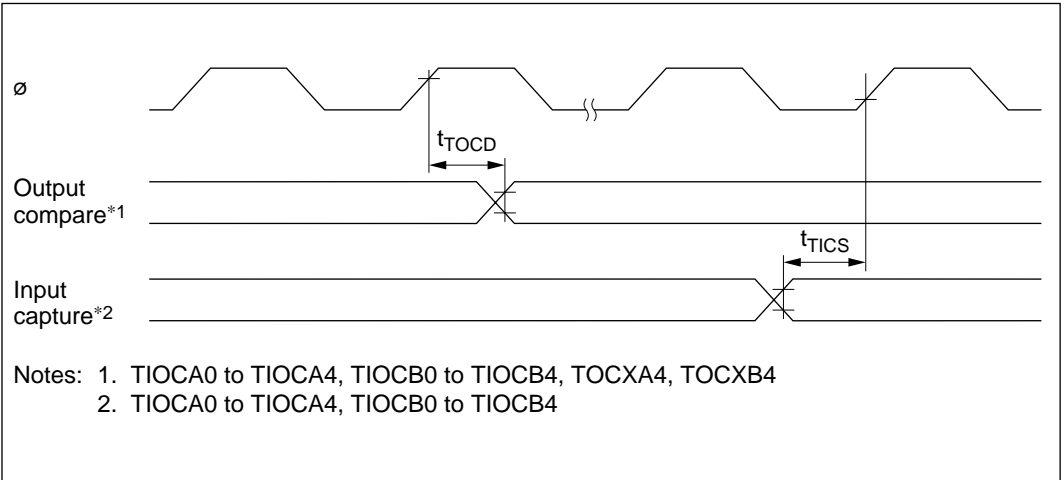 ø
tTOCD
Output
compare*1
tTICS
Input
capture*2
Notes: 1. TIOCA0 to TIOCA4, TIOCB0 to TIOCB4, TOCXA4, TOCXB4
2. TIOCA0 to TIOCA4, TIOCB0 to TIOCB4